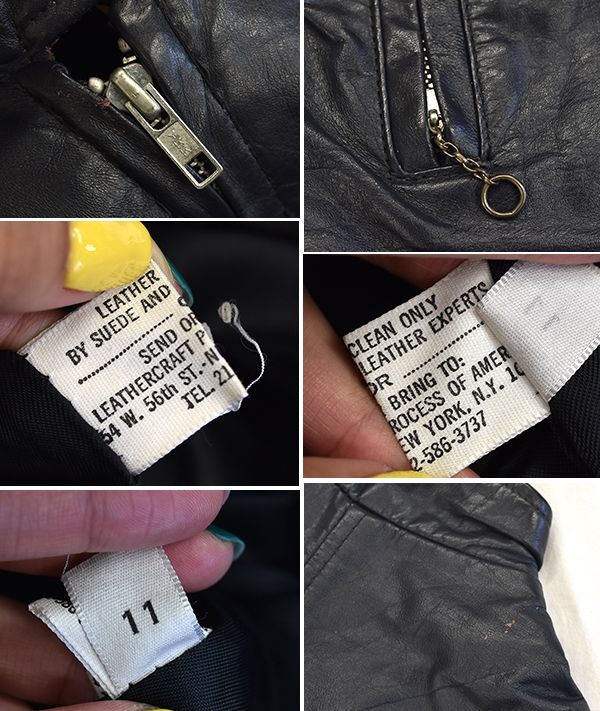 LEATHER
BY SUEDE AND
SEND OR
LEATHERCRAFT P
54 W. 56th ST.- N
TEL. 21
CLEAN ONLY
LEATHER EXPERTS
OR
BRING TO:
ROCESS OF AMER
EW YORK, N.Y. 10
2-586-3737
11